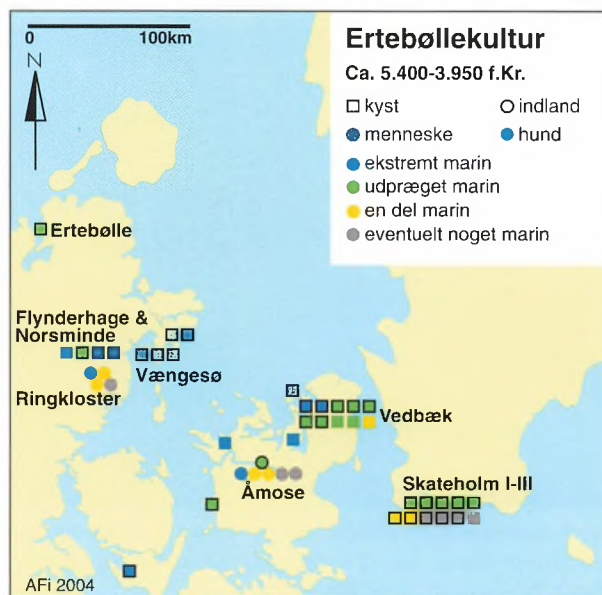 0 100km
N
Ertebøllekultur
Ca. 5.400-3.950 f.Kr.
kyst indland
menneske hund
ekstremt marin
udpræget marin
en del marin
eventuelt noget marin
Ertebølle
Flynderhage &
Norsminde
Vængesø
Ringkloster
Vedbæk
Åmose
Skateholm I-III
AFi 2004